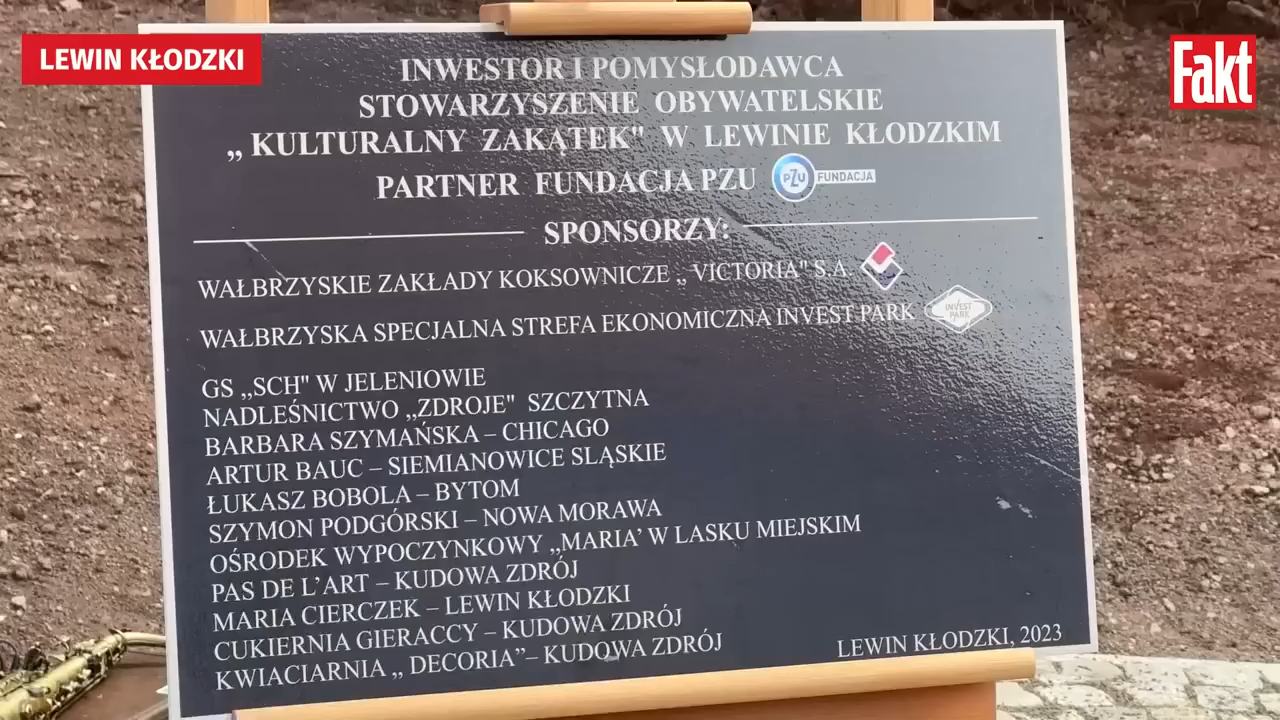 LEWIN KŁODZKI
Fakt
INWESTOR I POMYSŁODAWCA
STOWARZYSZENIE OBYWATELSKIE
„ KULTURALNY ZAKĄTEK" W LEWINIE KŁODZKIM
PARTNER FUNDACJA PZU PZU FUNDACJA
SPONSORZY:
WAŁBRZYSKIE ZAKŁADY KOKSOWNICZE „ VICTORIA" S.A
WAŁBRZYSKA SPECJALNA STREFA EKONOMICZNA INVEST PARK INVEST PARK
GS „SCH" W JELENIOWIE
NADLEŚNICTWO „ZDROJE" SZCZYTNA
BARBARA SZYMAŃSKA – CHICAGO
ARTUR BAUC – SIEMIANOWICE SLĄSKIE
ŁUKASZ BOBOLA – BYTOM
SZYMON PODGÓRSKI – NOWA MORAWA
OŚRODEK WYPOCZYNKOWY „MARIA’ W LASKU MIEJSKIM
PAS DE L’ART – KUDOWA ZDRÓJ
MARIA CIERCZEK – LEWIN KŁODZKI
CUKIERNIA GIERACCY – KUDOWA ZDRÓJ
KWIACIARNIA „ DECORIA”– KUDOWA ZDRÓJ
LEWIN KŁODZKI, 2023